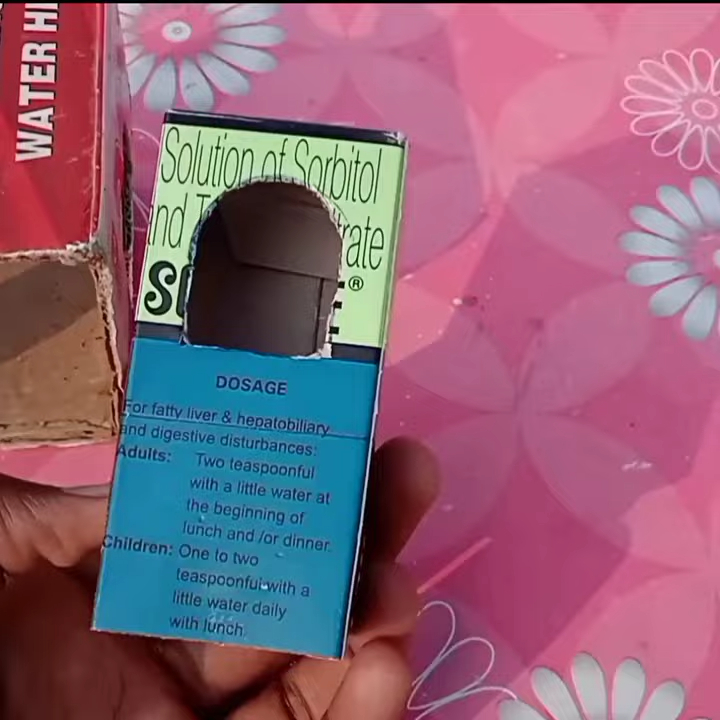 WATER HE
Solution of Sorbitol
and T rate
S E®
DOSAGE
For fatty liver & hepatobiliary
and digestive disturbances:
Adults: Two teaspoonful
with a little water at
the beginning of
lunch and /or dinner.
Children: One to two
teaspoonful with a
little water daily
with lunch